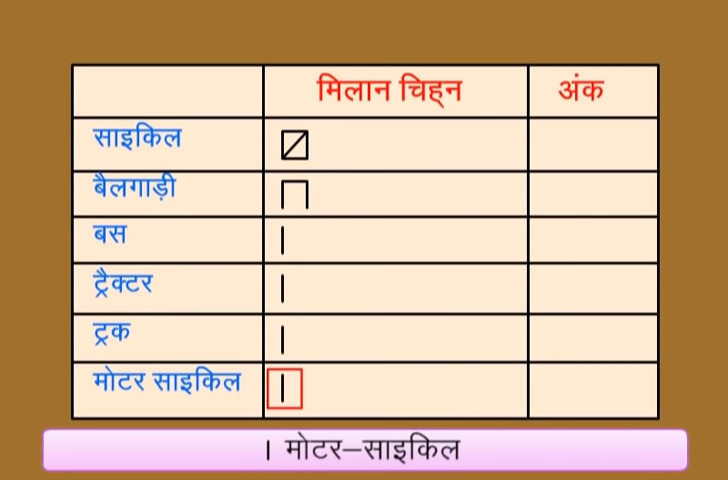 मिलान चिह्न अंक
साइकिल
बैलगाड़ी
बस
ट्रैक्टर
ट्रक
मोटर साइकिल
। मोटर–साइकिल